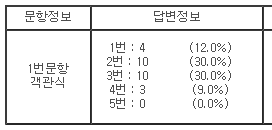 문항정보 답변정보
1번문항
객관식
1번 : 4 (12.0%)
2번 : 10 (30.0%)
3번 : 10 (30.0%)
4번 : 3 (9.0%)
5번 : 0 (0.0%)